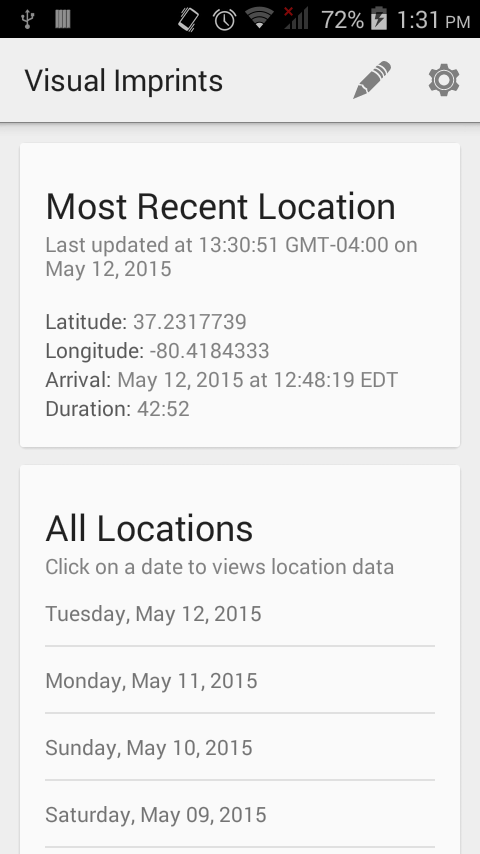 72% 1:31 PM
Visual Imprints
Most Recent Location
Last updated at 13:30:51 GMT-04:00 on
May 12, 2015
Latitude: 37.2317739
Longitude: -80.4184333
Arrival: May 12, 2015 at 12:48:19 EDT
Duration: 42:52
All Locations
Click on a date to views location data
Tuesday, May 12, 2015
Monday, May 11, 2015
Sunday, May 10, 2015
Saturday, May 09, 2015